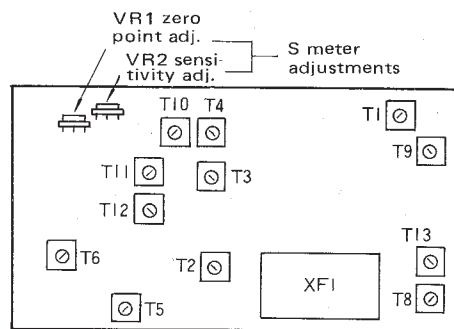 VR1 zero
point adj.
VR2 sensi-
tivity adj.
S meter
adjustments
T10 T4
T1
T9
T11
T3
T12
T6
T2
XF1
T13
T8
T5